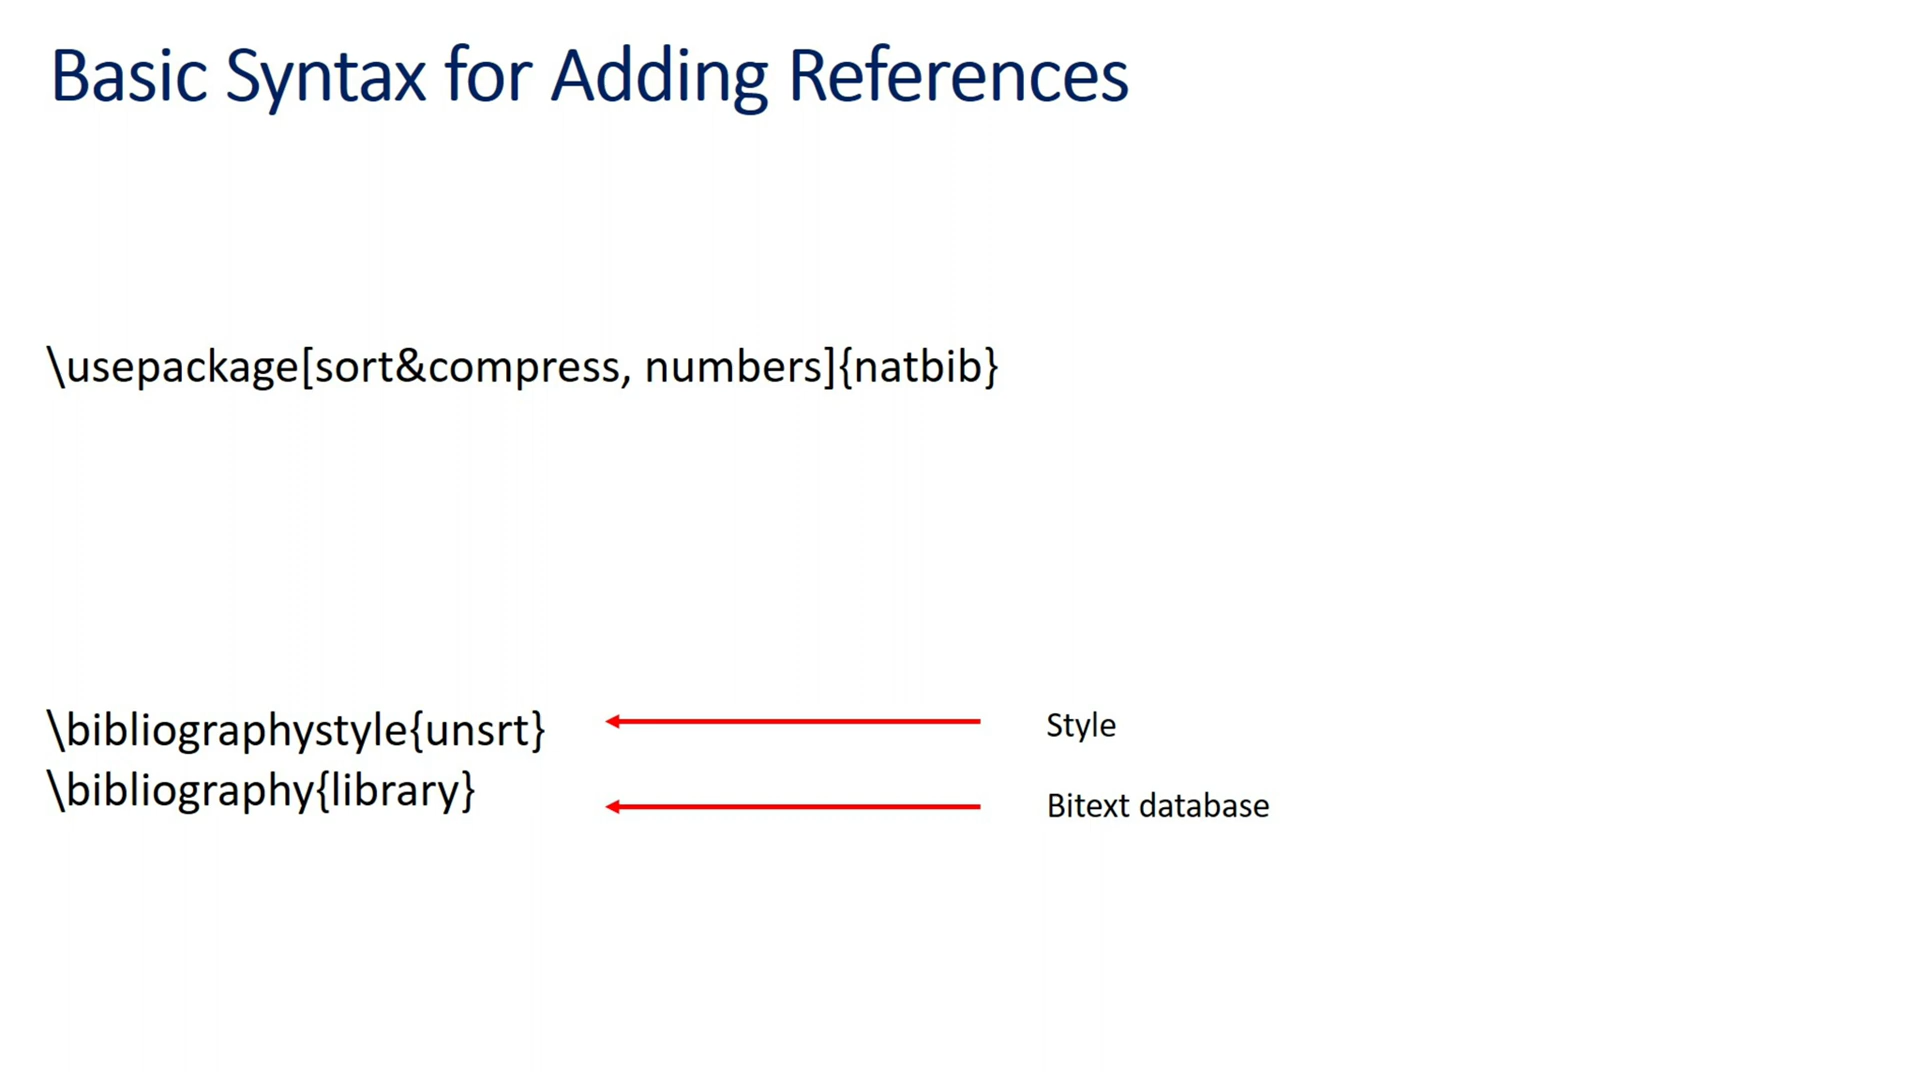 Basic Syntax for Adding References
\usepackage[sort&compress, numbers]{natbib}
\bibliographystyle{unsrt}
Style
\bibliography{library}
Bitext database